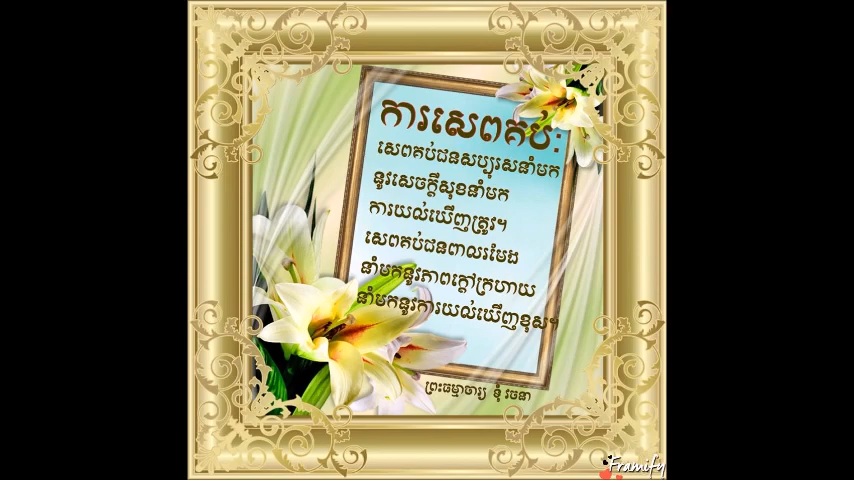 ការសេពគប់:
សេពគប់ជនសប្បុរសនាំមក
នូវសេចក្ដីសុខនាំមក
ការយល់ឃើញត្រូវ។
សេពគប់ជនពាលរមែង
នាំមកនូវភាពក្ដៅក្រហាយ
នាំមកនូវការយល់ឃើញខុស។
ព្រះធម្មាចារ្យ ទុំ វចនា
Framify